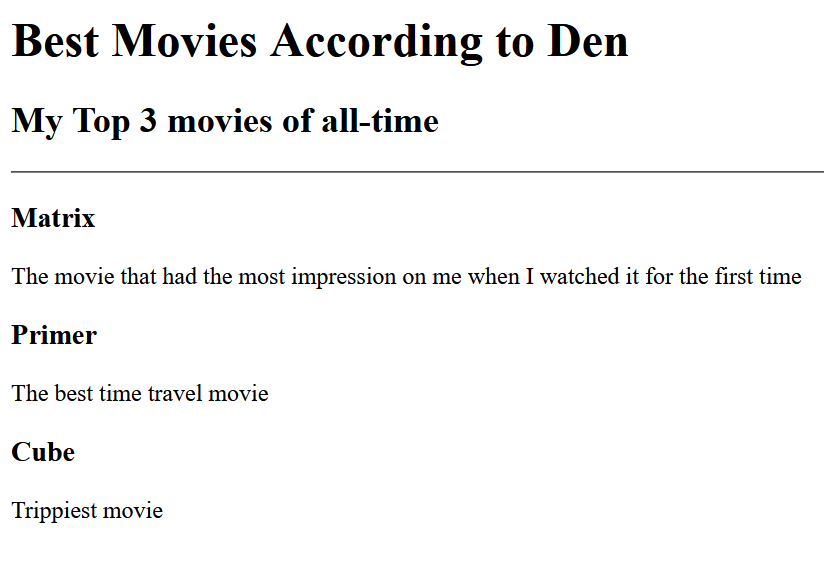 Best Movies According to Den
My Top 3 movies of all-time
Matrix
The movie that had the most impression on me when I watched it for the first time
Primer
The best time travel movie
Cube
Trippiest movie